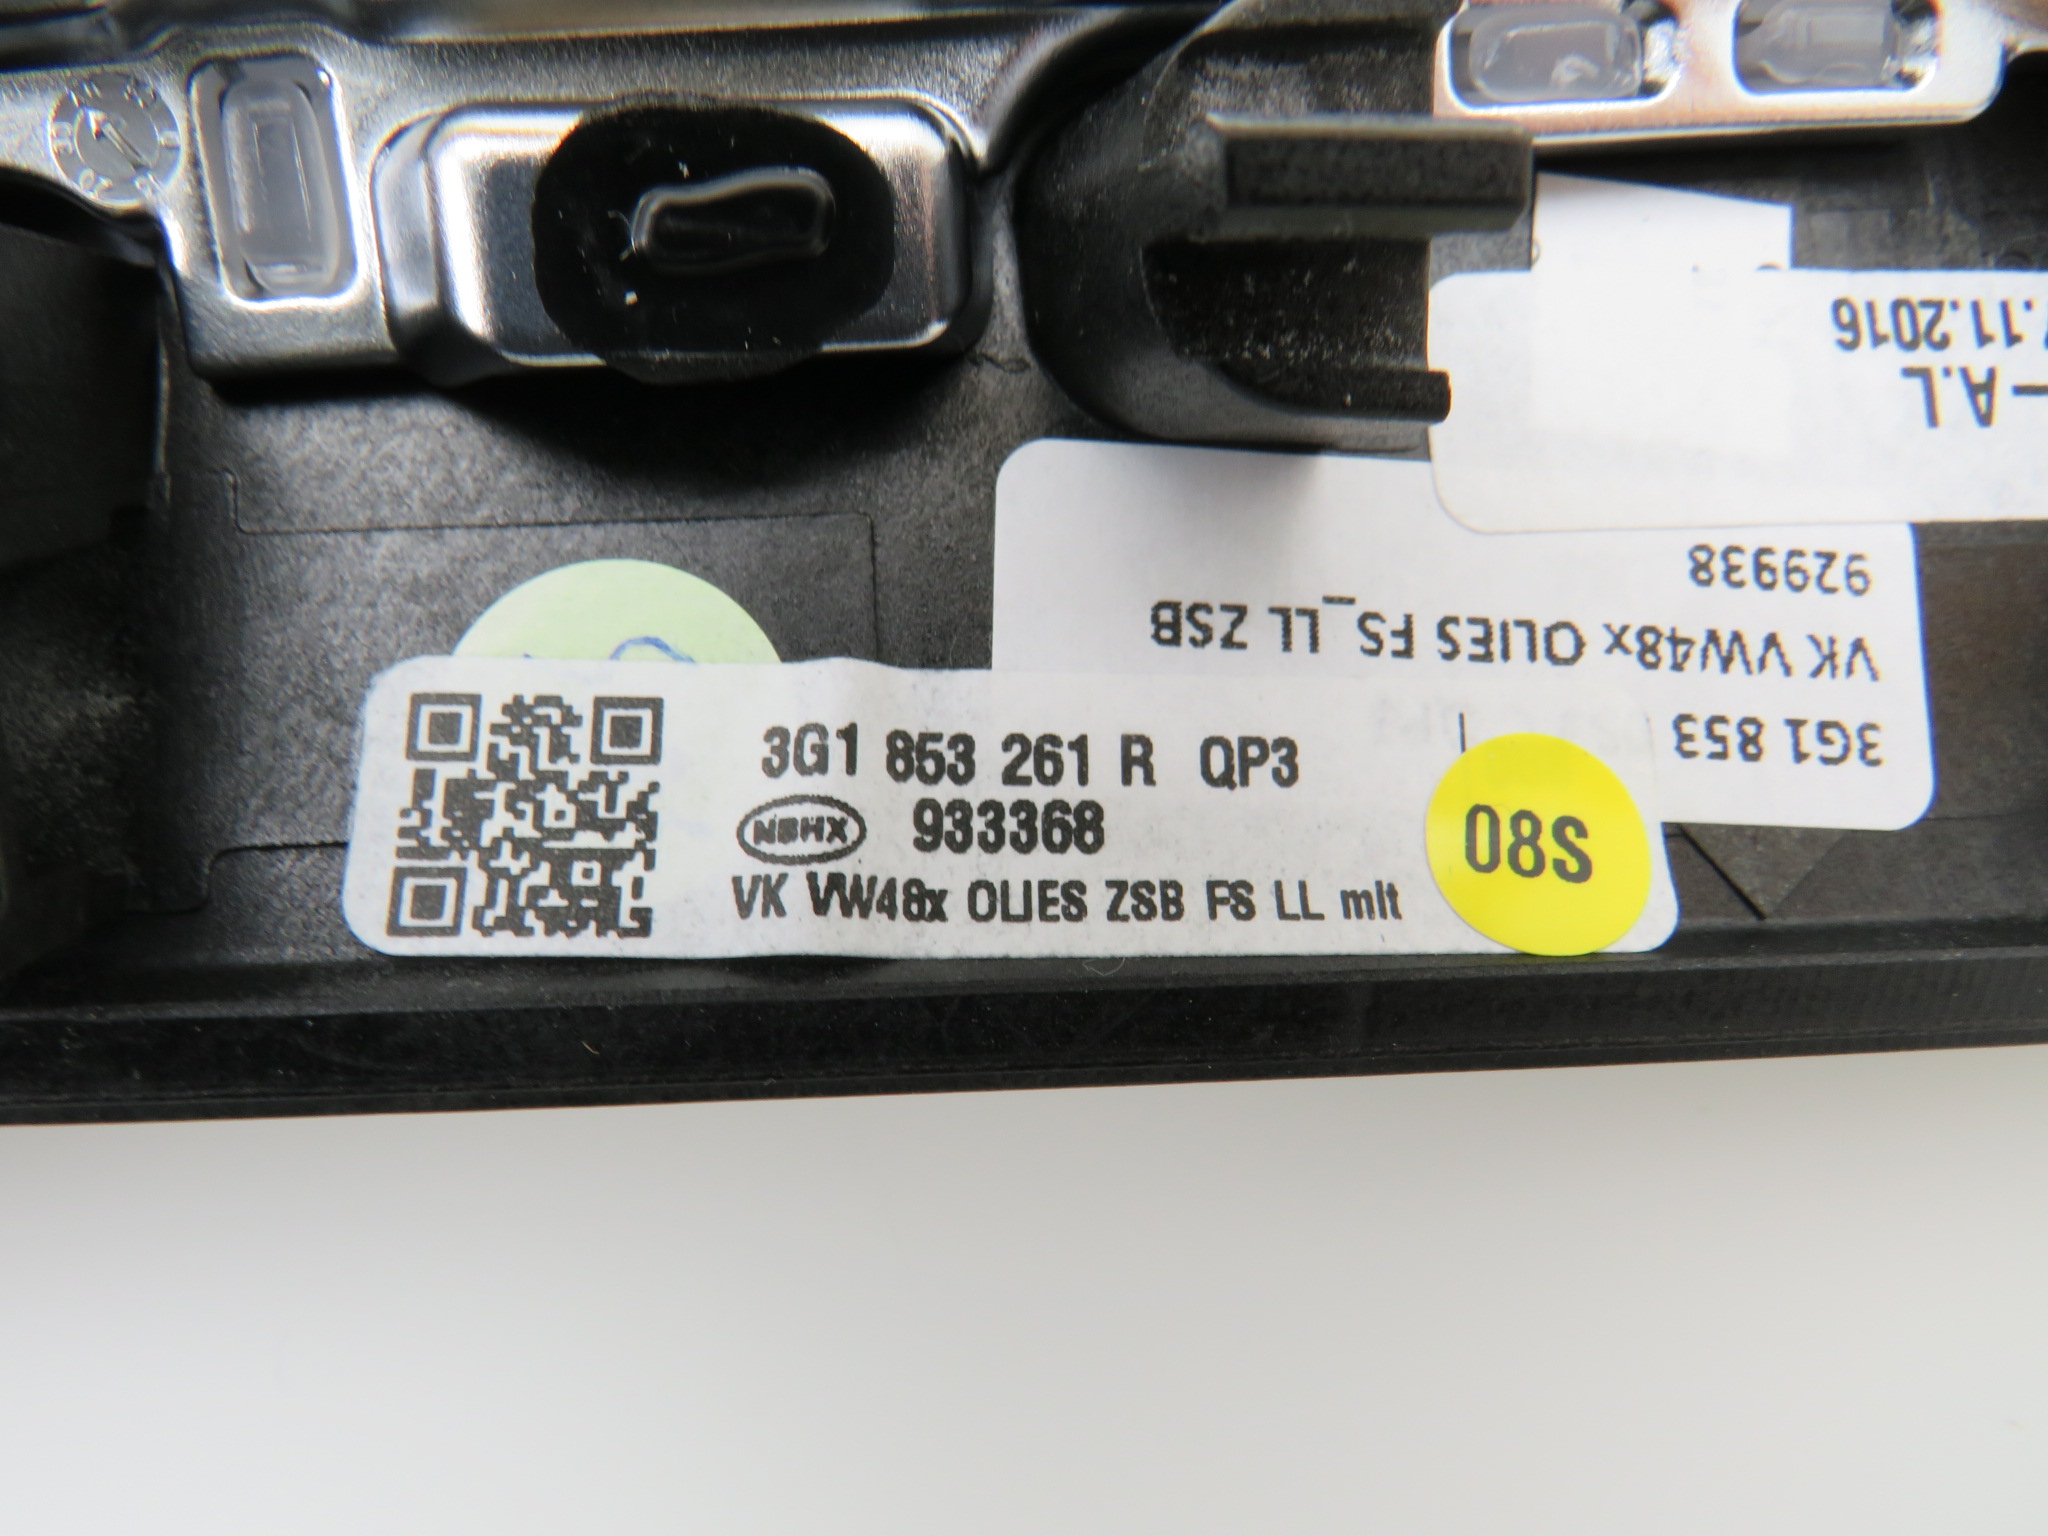 3G1 853 261 R QP3
NBHX 933368
VK VW48x OLIES ZSB FS LL mit
S80
3G1 853
VK VW48x OLIES FS_LL ZSB
929938
– A.L
.11.2016